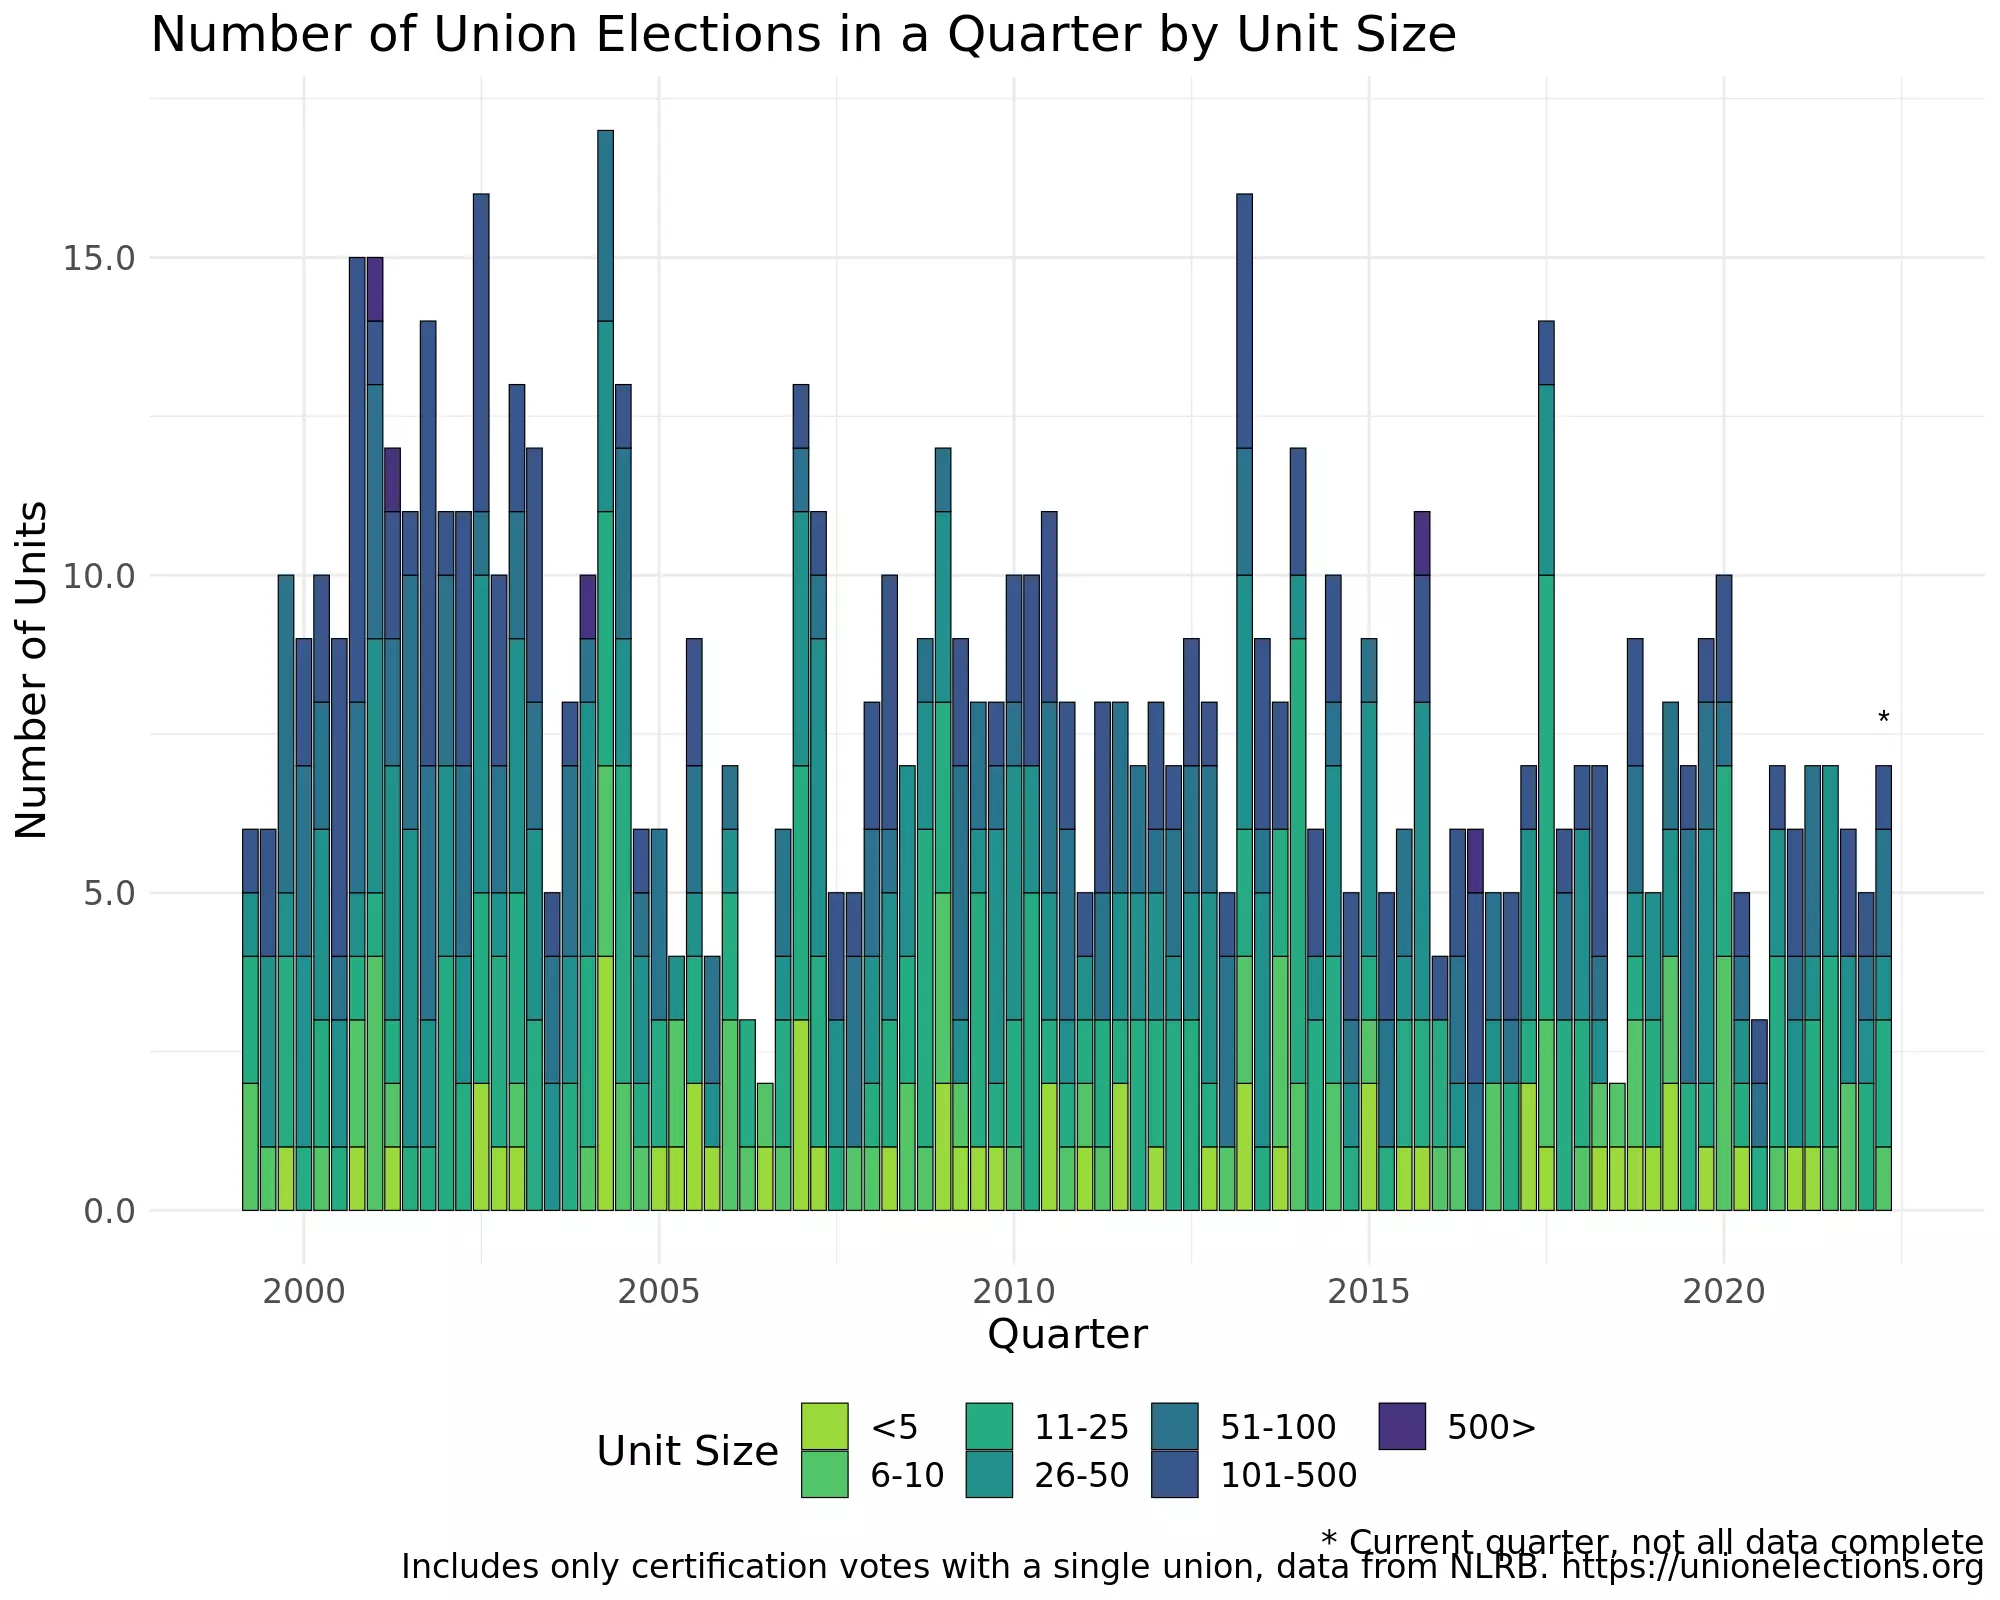 Number of Union Elections in a Quarter by Unit Size
Number of Units
15.0
10.0
5.0
0.0
*
2000 2005 2010 2015 2020
Quarter
Unit Size
<5 11-25 51-100 500>
6-10 26-50 101-500
* Current quarter, not all data complete
Includes only certification votes with a single union, data from NLRB. https://unionelections.org